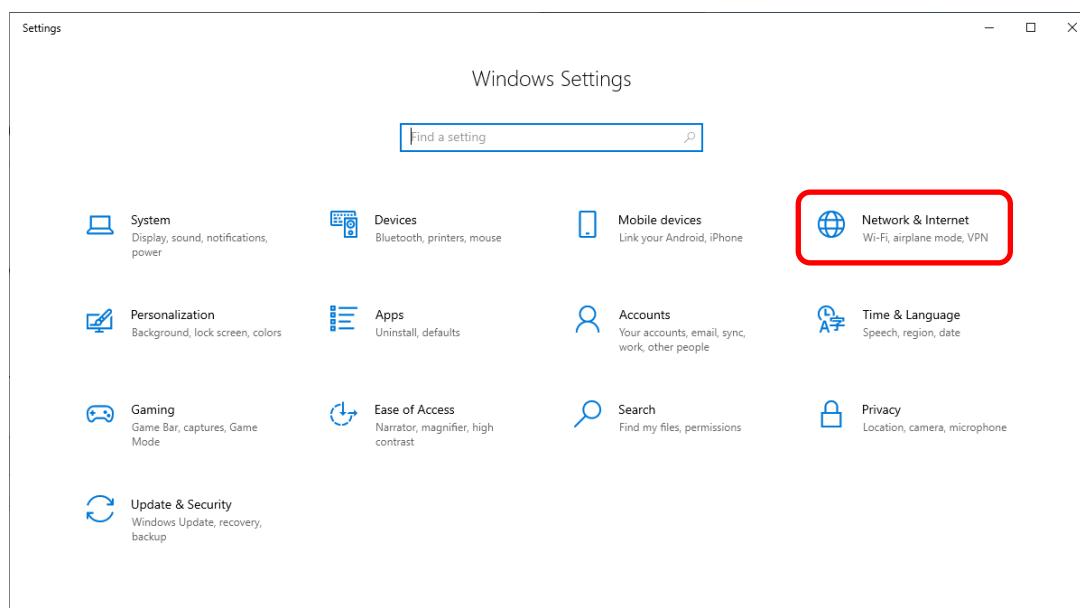 Settings
Windows Settings
Find a setting
System
Display, sound, notifications,
power
Devices
Bluetooth, printers, mouse
Mobile devices
Link your Android, iPhone
Network & Internet
Wi-Fi, airplane mode, VPN
Personalization
Background, lock screen, colors
Apps
Uninstall, defaults
Accounts
Your accounts, email, sync,
work, other people
Time & Language
Speech, region, date
Gaming
Game Bar, captures, Game
Mode
Ease of Access
Narrator, magnifier, high
contrast
Search
Find my files, permissions
Privacy
Location, camera, microphone
Update & Security
Windows Update, recovery,
backup